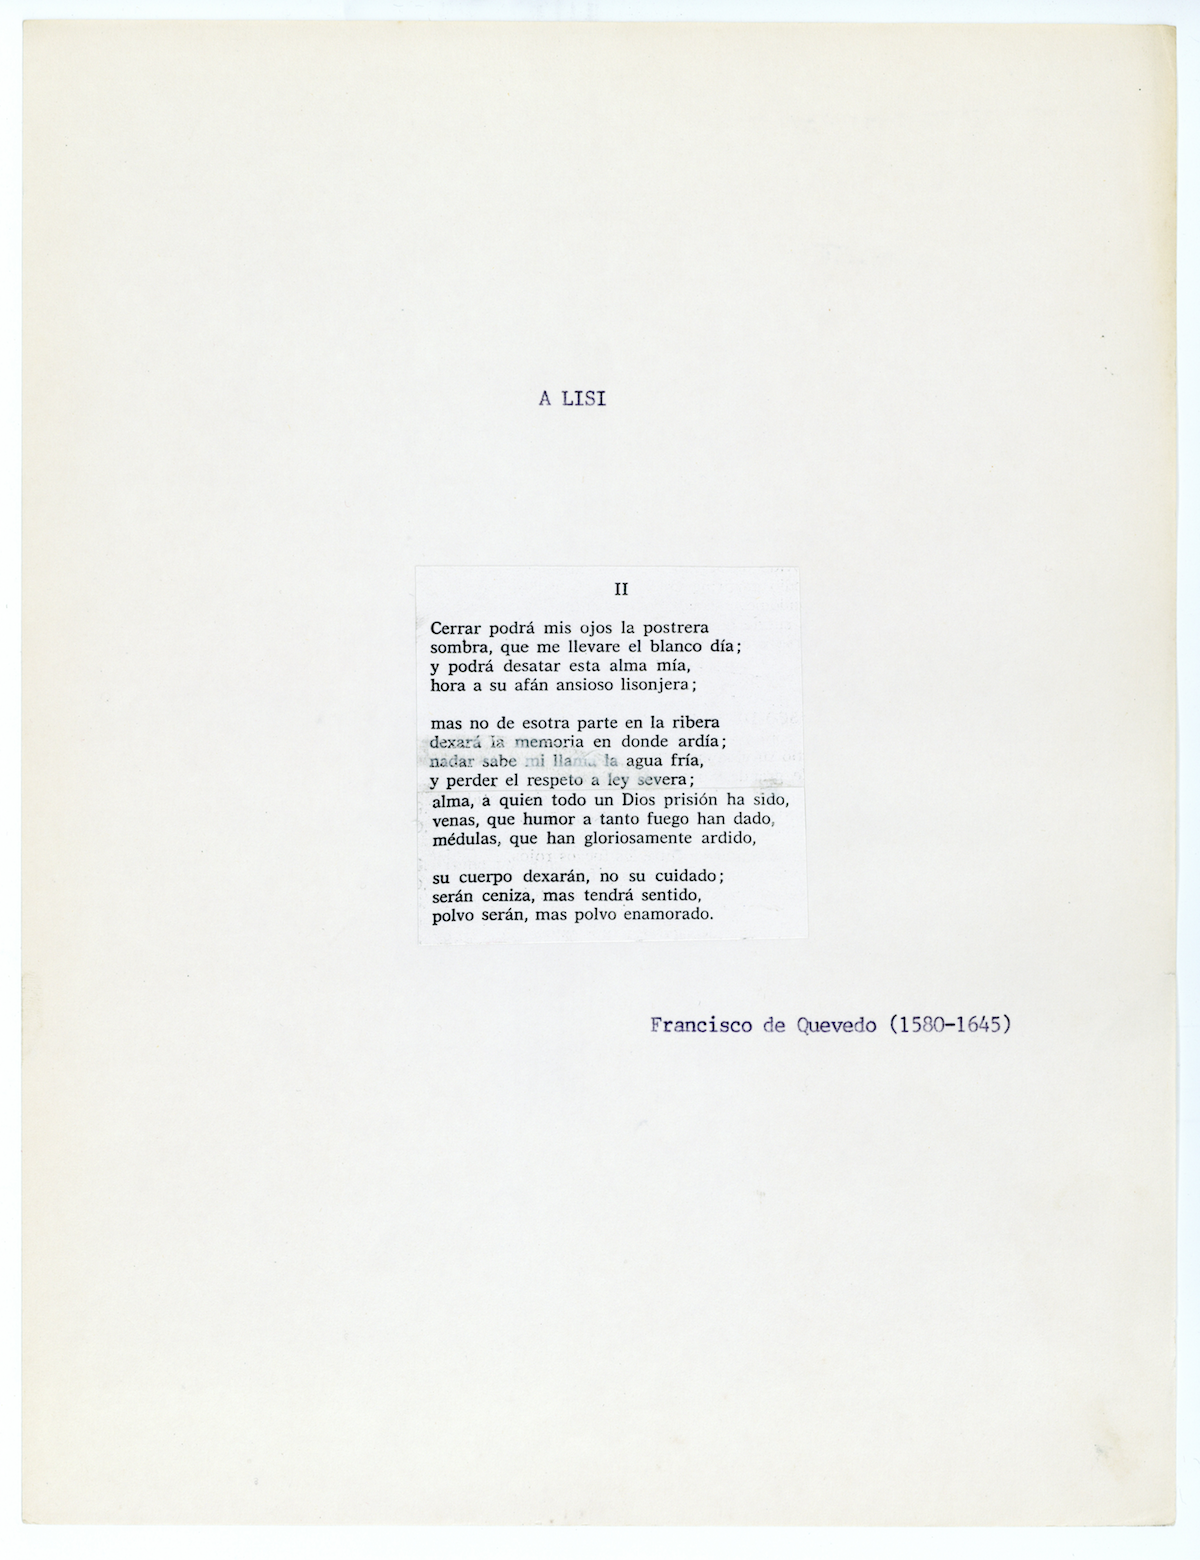 A LISI
II
Cerrar podrá mis ojos la postrera
sombra, que me llevare el blanco día;
y podrá desatar esta alma mía,
hora a su afán ansioso lisonjera;
mas no de esotra parte en la ribera
dexará la memoria en donde ardía;
nadar sabe mi llama la agua fría,
y perder el respeto a ley severa;
alma, a quien todo un Dios prisión ha sido,
venas, que humor a tanto fuego han dado,
médulas, que han gloriosamente ardido,
su cuerpo dexarán, no su cuidado;
serán ceniza, mas tendrá sentido,
polvo serán, mas polvo enamorado.
Francisco de Quevedo (1580-1645)